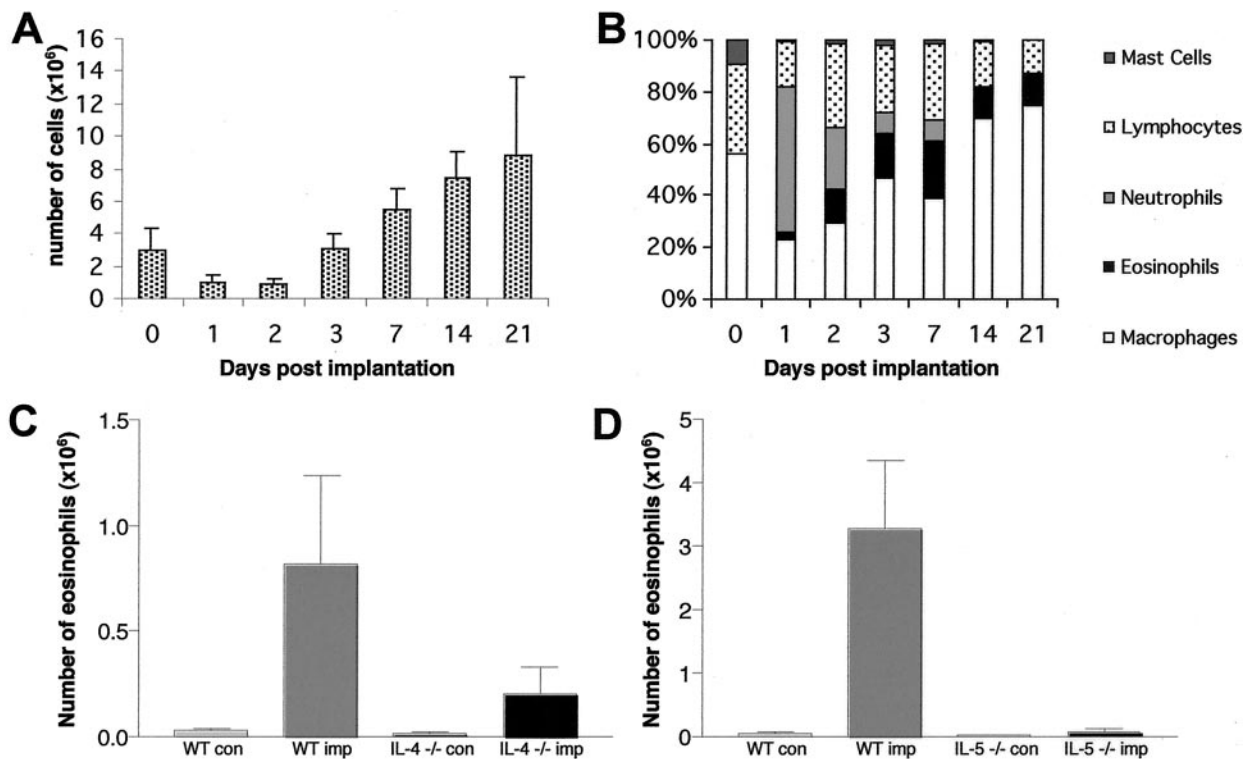 A
number of cells (x10⁶)
16
14
12
10
8
6
4
2
0
0 1 2 3 7 14 21
Days post implantation
B
100%
80%
60%
40%
20%
0%
0 1 2 3 7 14 21
Days post implantation
Mast Cells
Lymphocytes
Neutrophils
Eosinophils
Macrophages
C
Number of eosinophils (x10⁶)
1.5
1.0
0.5
0.0
WT con WT imp IL-4 -/- con IL-4 -/- imp
D
Number of eosinophils (x10⁶)
5
4
3
2
1
0
WT con WT imp IL-5 -/- con IL-5 -/- imp